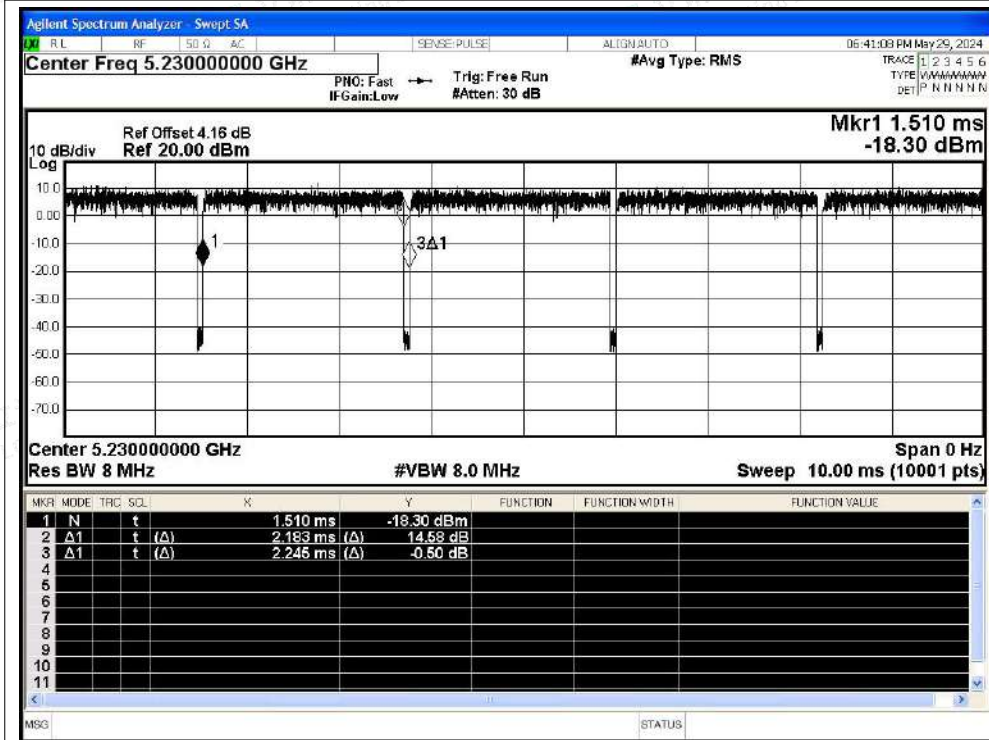 Agilent Spectrum Analyzer - Swept SA
LXI RL RF 50 Ω AC SENSE:PULSE ALIGN AUTO 06:41:08 PM May 29, 2024
Center Freq 5.230000000 GHz #Avg Type: RMS TRACE 1 2 3 4 5 6
PNO: Fast Trig: Free Run TYPE
IFGain:Low #Atten: 30 dB DET P N N N N N
Mkr1 1.510 ms
-18.30 dBm
Ref Offset 4.16 dB
10 dB/div Ref 20.00 dBm
Log
10.0
0.00
-10.0
1
3Δ1
-20.0
-30.0
-40.0
-50.0
-60.0
-70.0
Center 5.230000000 GHz Span 0 Hz
Res BW 8 MHz #VBW 8.0 MHz Sweep 10.00 ms (10001 pts)
MKR MODE TRC SCL X Y FUNCTION FUNCTION WIDTH FUNCTION VALUE
1 N t 1.510 ms -18.30 dBm
2 Δ1 t (Δ) 2.183 ms (Δ) 14.58 dB
3 Δ1 t (Δ) 2.245 ms (Δ) -0.50 dB
4
5
6
7
8
9
10
11
MSG STATUS